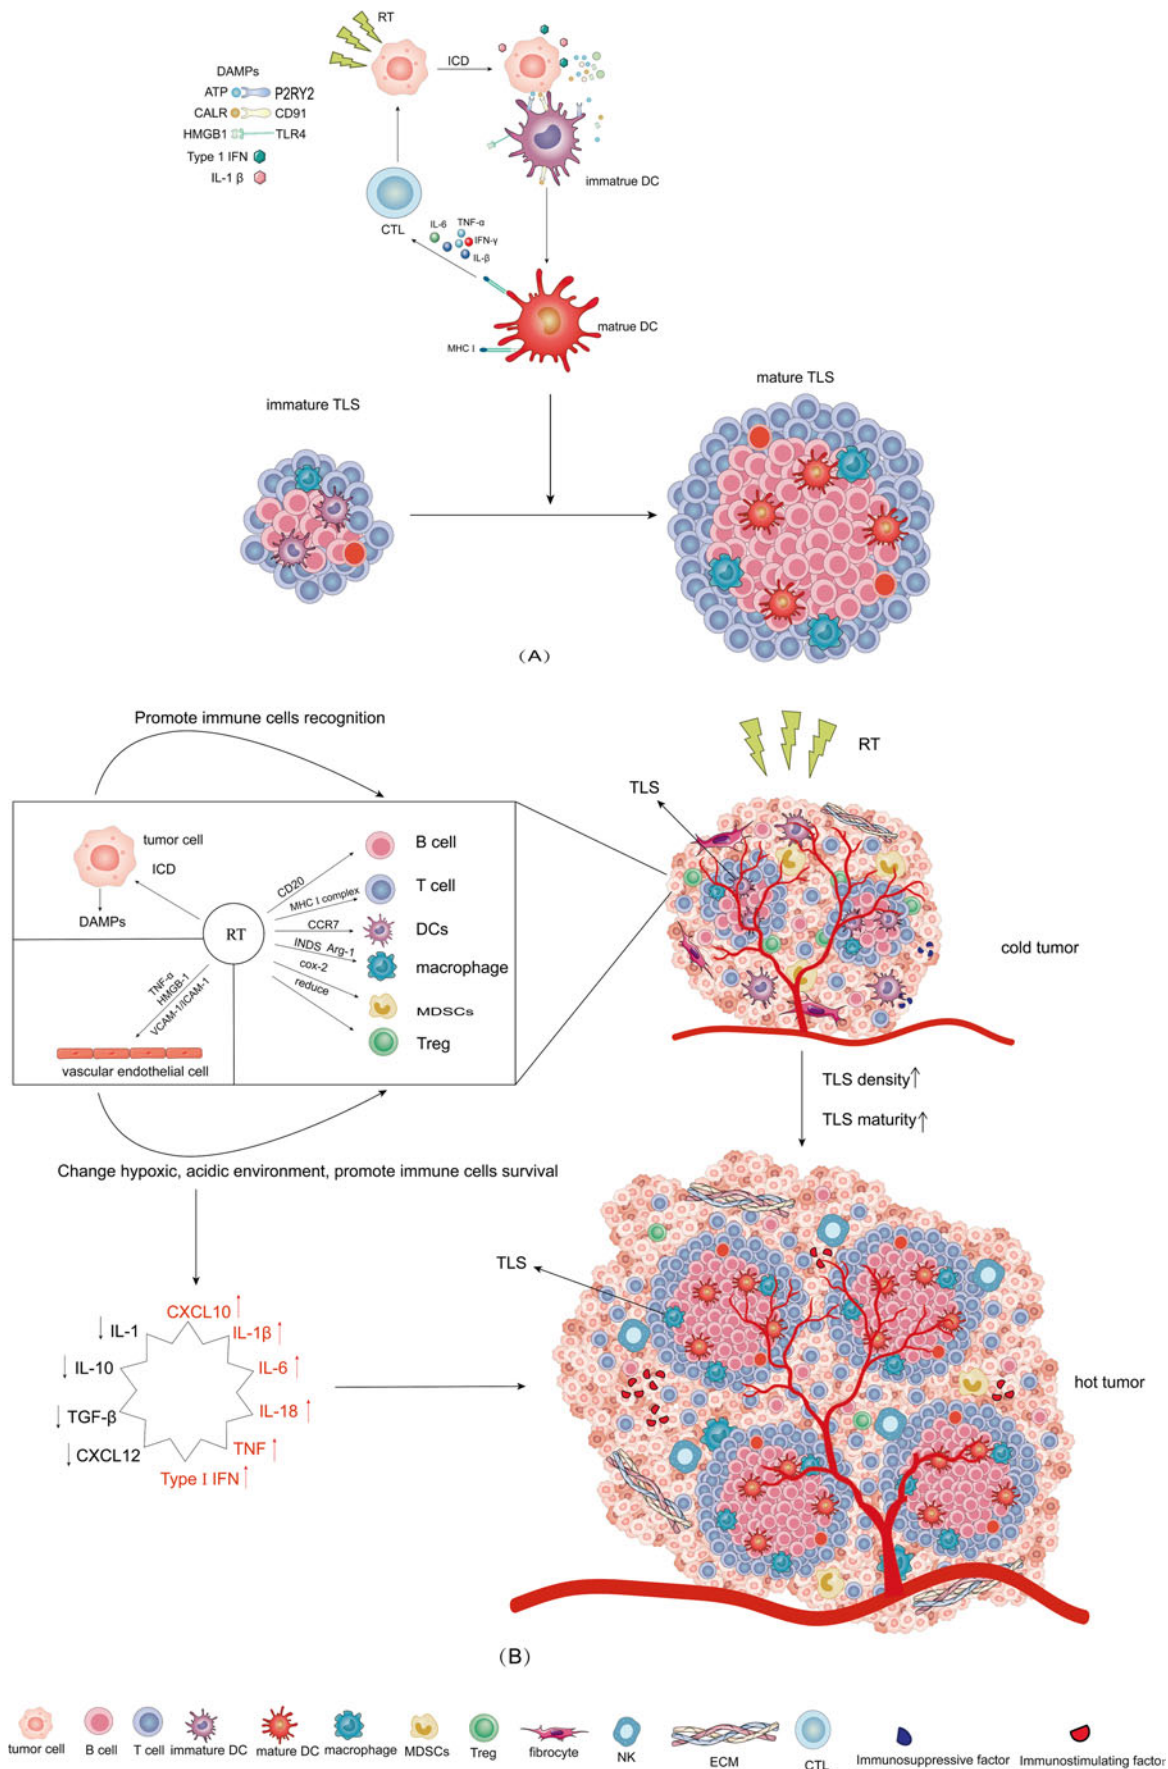 RT
ICD
DAMPs
ATP P2RY2
CALR CD91
HMGB1 TLR4
Type 1 IFN
IL-1 β
immatrue DC
CTL
IL-6 TNF-α
IFN-γ
IL-β
matrue DC
MHC I
immature TLS
mature TLS
(A)
Promote immune cells recognition
RT
TLS
tumor cell
ICD
DAMPs
RT
CD20
MHC I complex
CCR7
INDS Arg-1
cox-2
reduce
B cell
T cell
DCs
macrophage
MDSCs
Treg
TNF-α
HMGB-1
VCAM-1/ICAM-1
vascular endothelial cell
cold tumor
TLS density↑
TLS maturity↑
Change hypoxic, acidic environment, promote immune cells survival
TLS
CXCL10↑
↓IL-1
IL-1β↑
↓IL-10
IL-6↑
↓TGF-β
IL-18↑
↓CXCL12
TNF↑
Type I IFN↑
hot tumor
(B)
tumor cell B cell T cell immature DC mature DC macrophage MDSCs Treg fibrocyte NK ECM CTL Immunosuppressive factor Immunostimulating factor